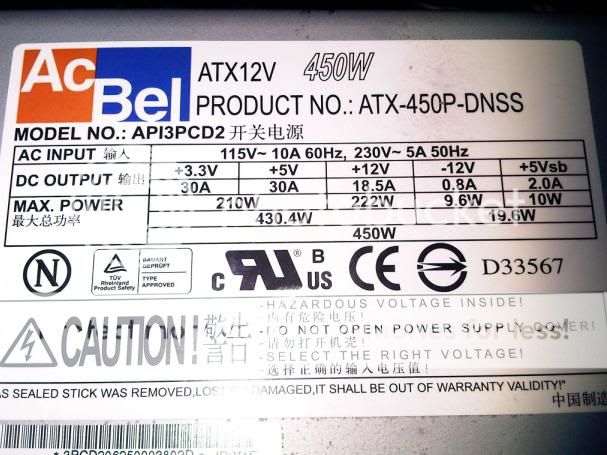 AcBel
ATX12V 450W
PRODUCT NO.: ATX-450P-DNSS
MODEL NO.: API3PCD2 开关电源
AC INPUT 输入 115V~ 10A 60Hz, 230V~ 5A 50Hz
DC OUTPUT 输出 +3.3V +5V +12V -12V +5Vsb
30A 30A 18.5A 0.8A 2.0A
MAX. POWER 最大总功率 210W 222W 9.6W 10W
430.4W 19.6W
450W
N
TÜV Rheinland Product Safety
BAUART GEPRÜFT
TYPE APPROVED
c RU ® B US
CE
D33567
CAUTION! 警告
-HAZARDOUS VOLTAGE INSIDE!
-内有危险电压!
-DO NOT OPEN POWER SUPPLY COVER!
-请勿打开机壳!
-SELECT THE RIGHT VOLTAGE!
-选择正确的输入电压值!
for less!
AS SEALED STICK WAS REMOVED,LOST OR DAMAGED,IT SHALL BE OUT OF WARRANTY VALIDITY!"
中国制造